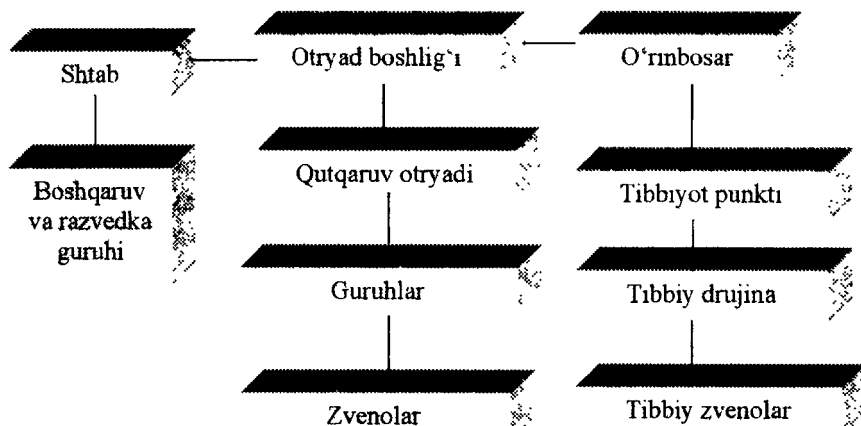 Shtab
Otryad boshlig`ı
O‘rınbosar
Boshqaruv
va razvedka
guruhi
Qutqaruv otryadi
Tıbbıyot punktı
Guruhlar
Tıbbiy drujina
Zvenolar
Tibbiy zvenolar